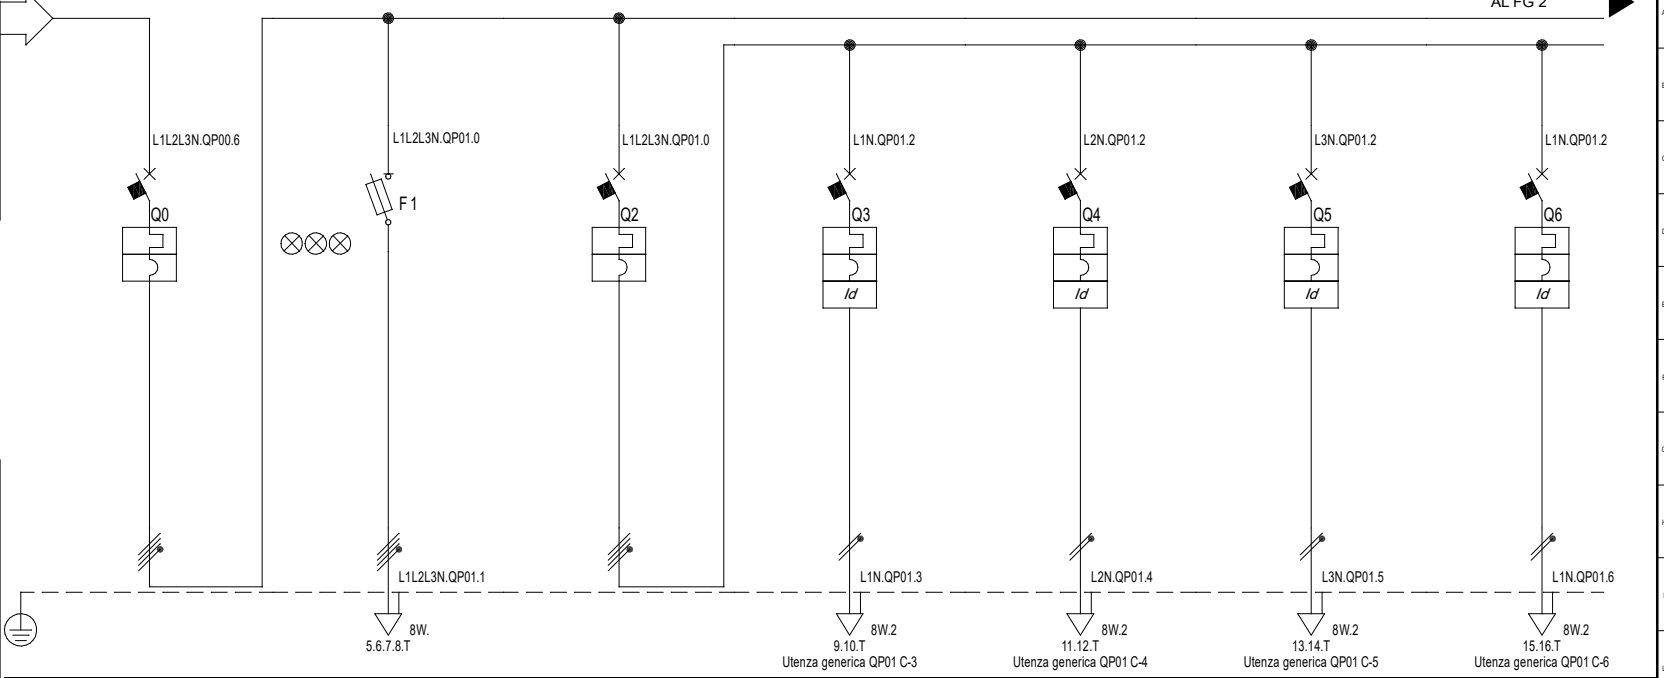 AL FG 2
L1L2L3N.QP00.6
L1L2L3N.QP01.0
L1L2L3N.QP01.0
L1N.QP01.2
L2N.QP01.2
L3N.QP01.2
L1N.QP01.2
Q0
F1
Q2
Q3
Q4
Q5
Q6
Id
Id
Id
Id
L1L2L3N.QP01.1
L1N.QP01.3
L2N.QP01.4
L3N.QP01.5
L1N.QP01.6
8W.
8W.2
8W.2
8W.2
8W.2
5.6.7.8.T
9.10.T
11.12.T
13.14.T
15.16.T
Utenza generica QP01 C-3
Utenza generica QP01 C-4
Utenza generica QP01 C-5
Utenza generica QP01 C-6